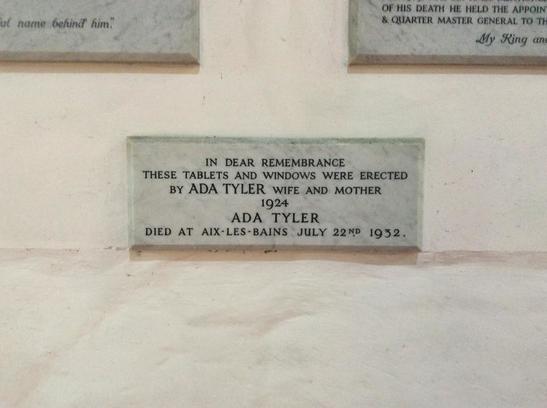 ul name behind him."
OF HIS DEATH HE HELD THE APPOIN
& QUARTER MASTER GENERAL TO TH
My King an
IN DEAR REMEMBRANCE
THESE TABLETS AND WINDOWS WERE ERECTED
BY ADA TYLER WIFE AND MOTHER
1924
ADA TYLER
DIED AT AIX-LES-BAINS JULY 22ND 1932.